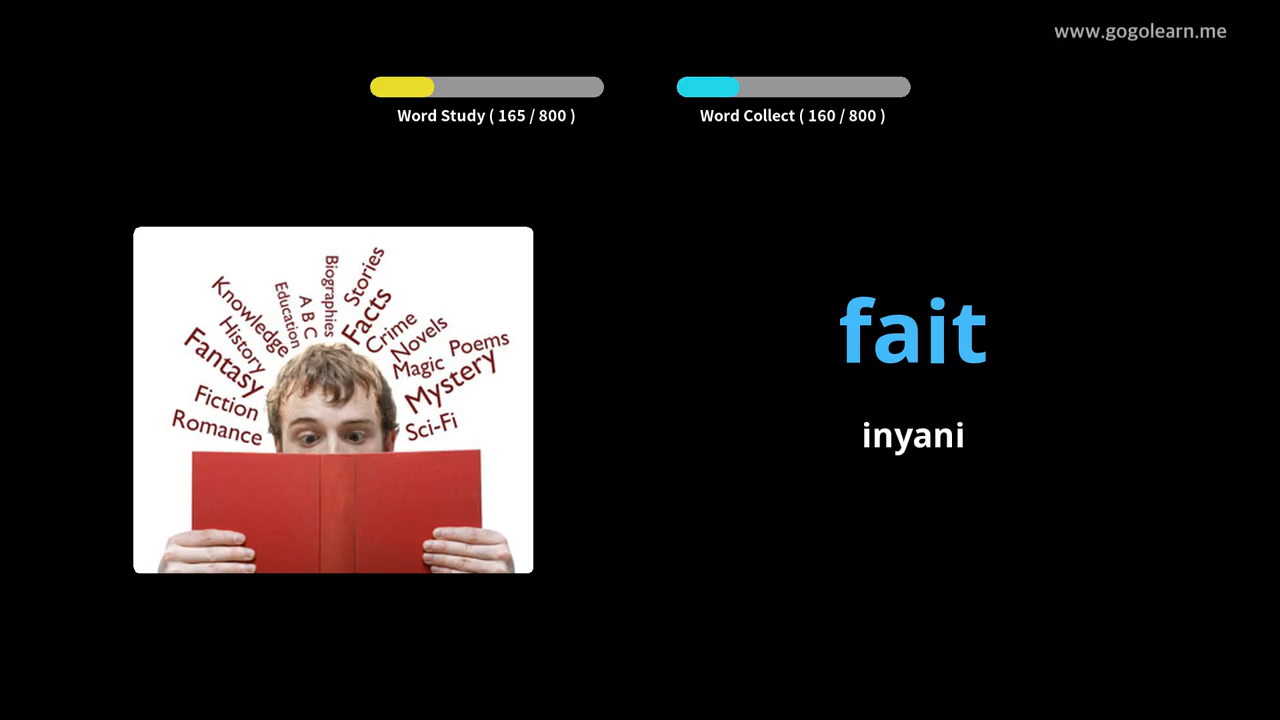 www.gogolearn.me
Word Study ( 165 / 800 )
Word Collect ( 160 / 800 )
Knowledge
History
Fantasy
Fiction
Romance
Education
A B C
Biographies
Stories
Facts
Crime
Novels
Magic
Poems
Mystery
Sci-Fi
fait
inyani